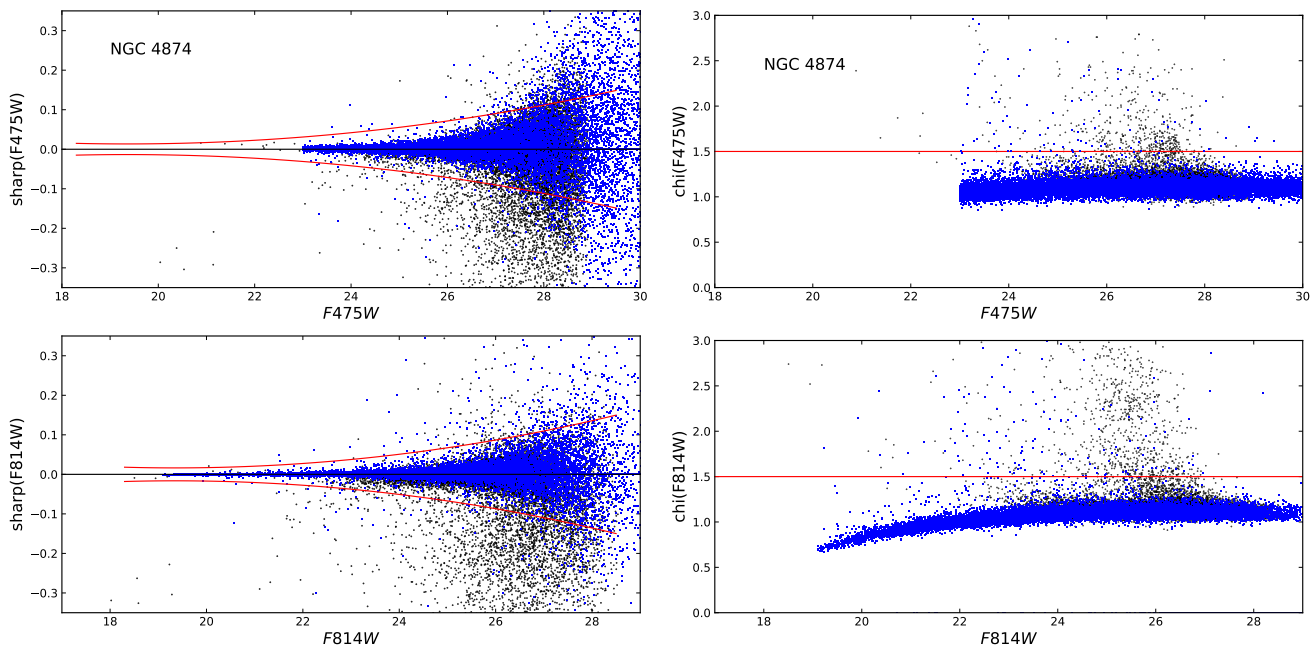 NGC 4874
sharp(F475W)
0.3
0.2
0.1
0.0
−0.1
−0.2
−0.3
18 20 22 24 26 28 30
F475W
NGC 4874
chi(F475W)
3.0
2.5
2.0
1.5
1.0
0.5
0.0
18 20 22 24 26 28 30
F475W
sharp(FF814W)
0.3
0.2
0.1
0.0
−0.1
−0.2
−0.3
18 20 22 24 26 28
F814W
chi(F814W)
3.0
2.5
2.0
1.5
1.0
0.5
0.0
18 20 22 24 26 28
F814W